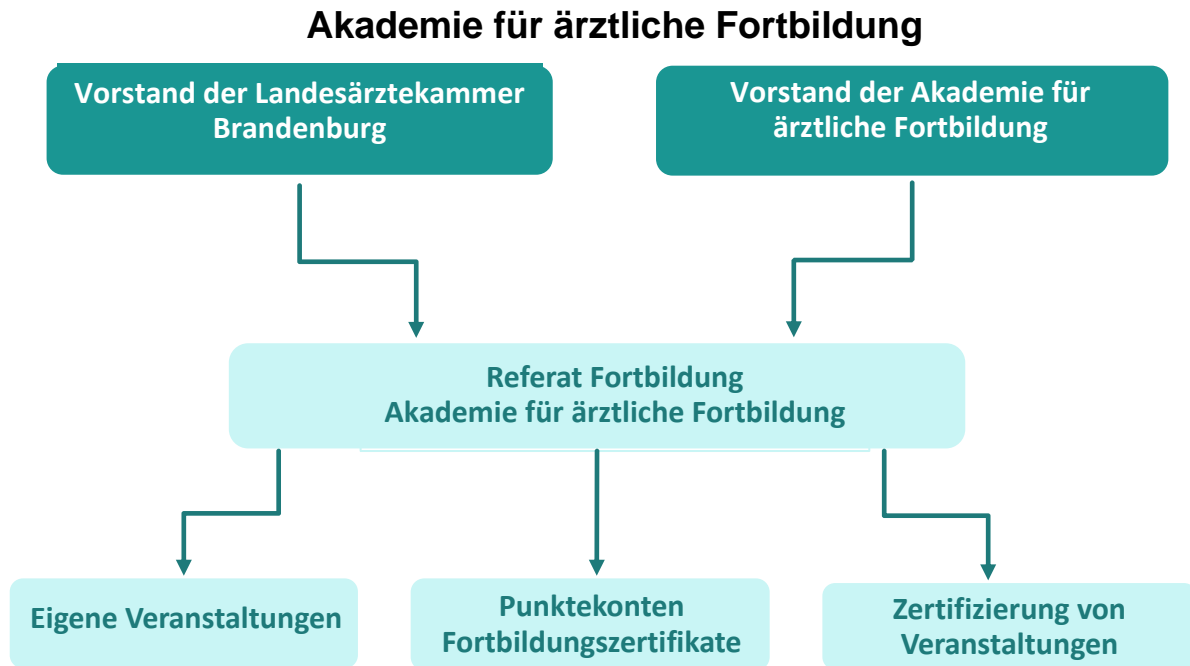 Akademie für ärztliche Fortbildung
Vorstand der Landesärztekammer
Brandenburg
Vorstand der Akademie für
ärztliche Fortbildung
Referat Fortbildung
Akademie für ärztliche Fortbildung
Eigene Veranstaltungen
Punktekonten
Fortbildungszertifikate
Zertifizierung von
Veranstaltungen